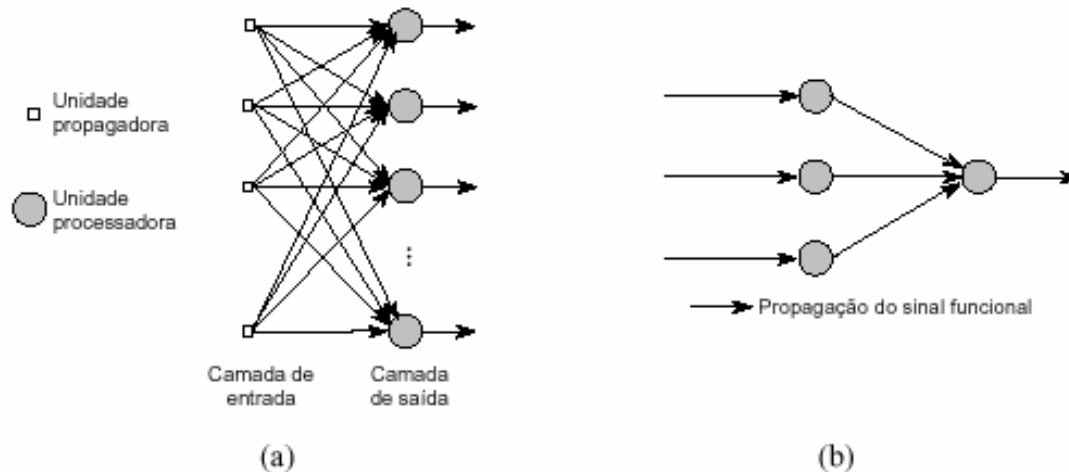 Unidade
propagadora
Unidade
processadora
...
Camada de
entrada
Camada
de saída
(a)
Propagação do sinal funcional
(b)